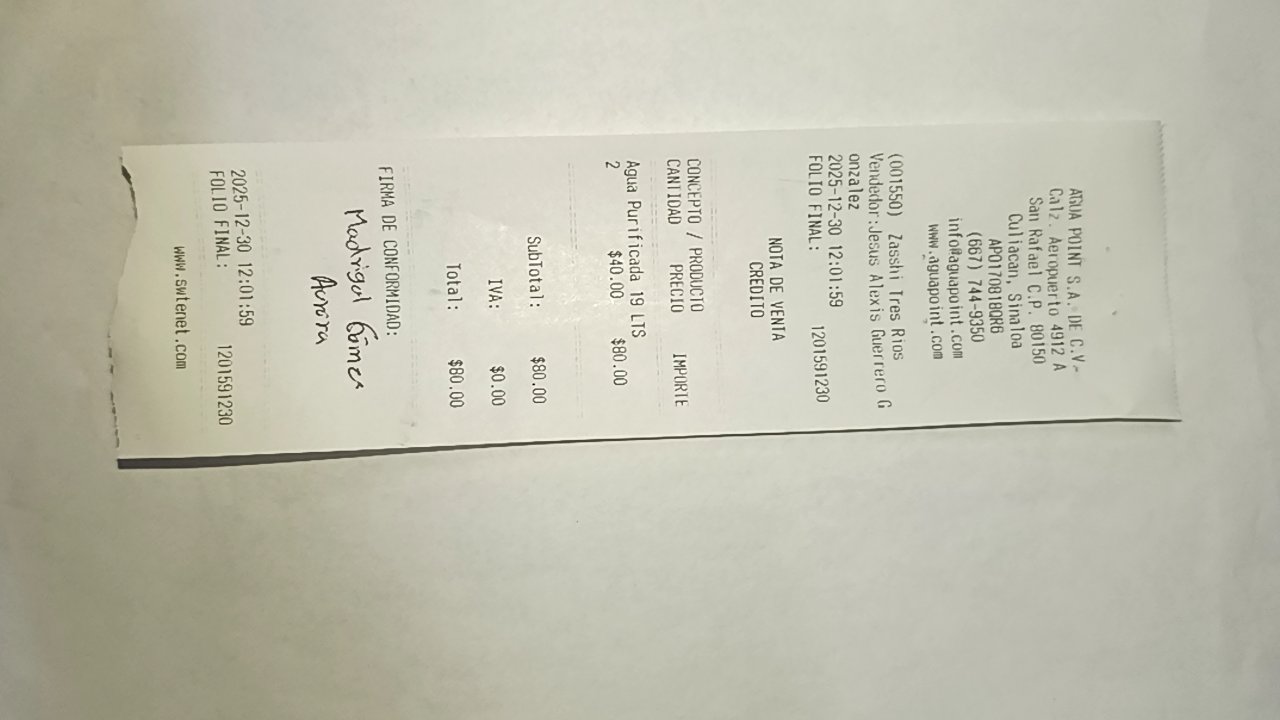 AGUA POINT S.A. DE C.V-
Calz. Aeropuerto 4912 A
San Rafael C.P. 80150
Culiacan, Sinaloa
APO170818QR6
(667) 744-9350
info@aguapoint.com
www.aguapoint.com
(001550) Zasshi Tres Rios
Vendedor:Jesus Alexis Guerrero G
onzalez
2025-12-30 12:01:59
FOLIO FINAL: 1201591230
NOTA DE VENTA
CREDITO
CONCEPTO / PRODUCTO
CANTIDAD PRECIO IMPORTE
Agua Purificada 19 LTS
2 $40.00 $80.00
SubTotal: $80.00
IVA: $0.00
Total: $80.00
FIRMA DE CONFORMIDAD:
Madrigal Gómez
Aurora
2025-12-30 12:01:59
FOLIO FINAL: 1201591230
www.swtenet.com